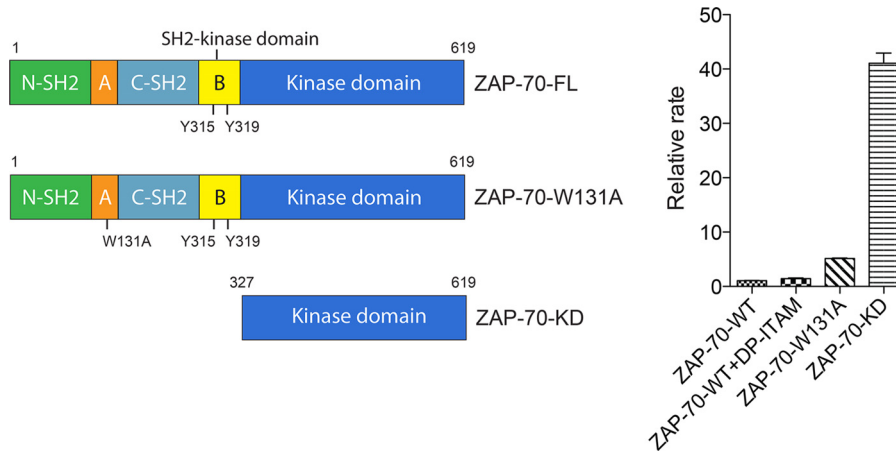 SH2-kinase domain
1 619
N-SH2 A C-SH2 B Kinase domain ZAP-70-FL
Y315 Y319
1 619
N-SH2 A C-SH2 B Kinase domain ZAP-70-W131A
W131A Y315 Y319
327 619
Kinase domain ZAP-70-KD
Relative rate
50
40
30
20
10
0
ZAP-70-WT
ZAP-70-WT+DP-ITAM
ZAP-70-W131A
ZAP-70-KD